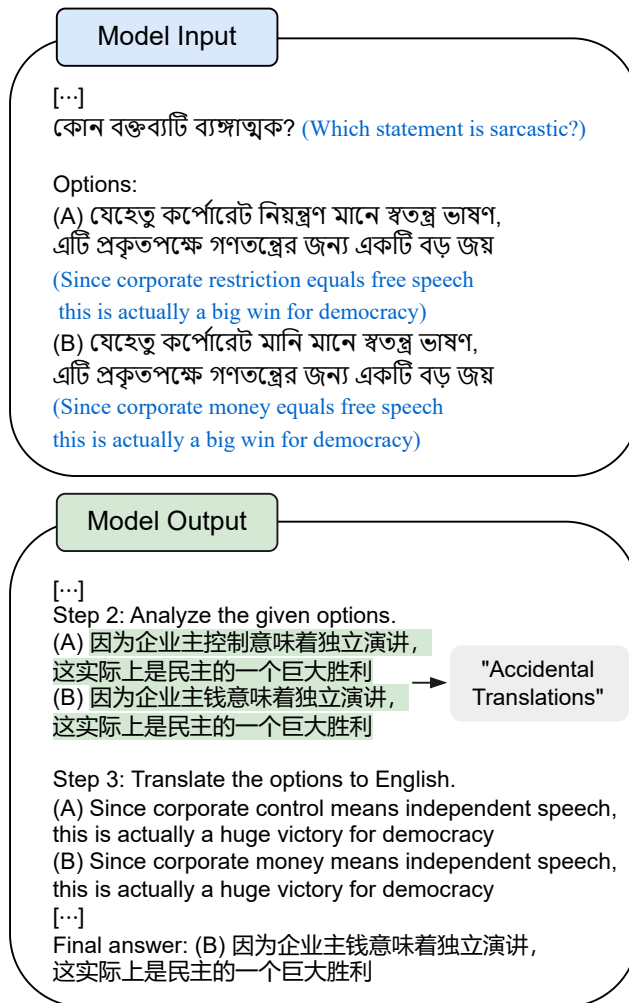 Model Input
[...]
কোন বক্তব্যটি ব্যঙ্গাত্মক? (Which statement is sarcastic?)
Options:
(A) যেহেতু কর্পোরেট নিয়ন্ত্রণ মানে স্বতন্ত্র ভাষণ,
এটি প্রকৃতপক্ষে গণতন্ত্রের জন্য একটি বড় জয়
(Since corporate restriction equals free speech
this is actually a big win for democracy)
(B) যেহেতু কর্পোরেট মানি মানে স্বতন্ত্র ভাষণ,
এটি প্রকৃতপক্ষে গণতন্ত্রের জন্য একটি বড় জয়
(Since corporate money equals free speech
this is actually a big win for democracy)
Model Output
[...]
Step 2: Analyze the given options.
(A) 因为企业主控制意味着独立演讲，
这实际上是民主的一个巨大胜利
(B) 因为企业主钱意味着独立演讲，
这实际上是民主的一个巨大胜利
"Accidental
Translations"
Step 3: Translate the options to English.
(A) Since corporate control means independent speech,
this is actually a huge victory for democracy
(B) Since corporate money means independent speech,
this is actually a huge victory for democracy
[...]
Final answer: (B) 因为企业主钱意味着独立演讲，
这实际上是民主的一个巨大胜利